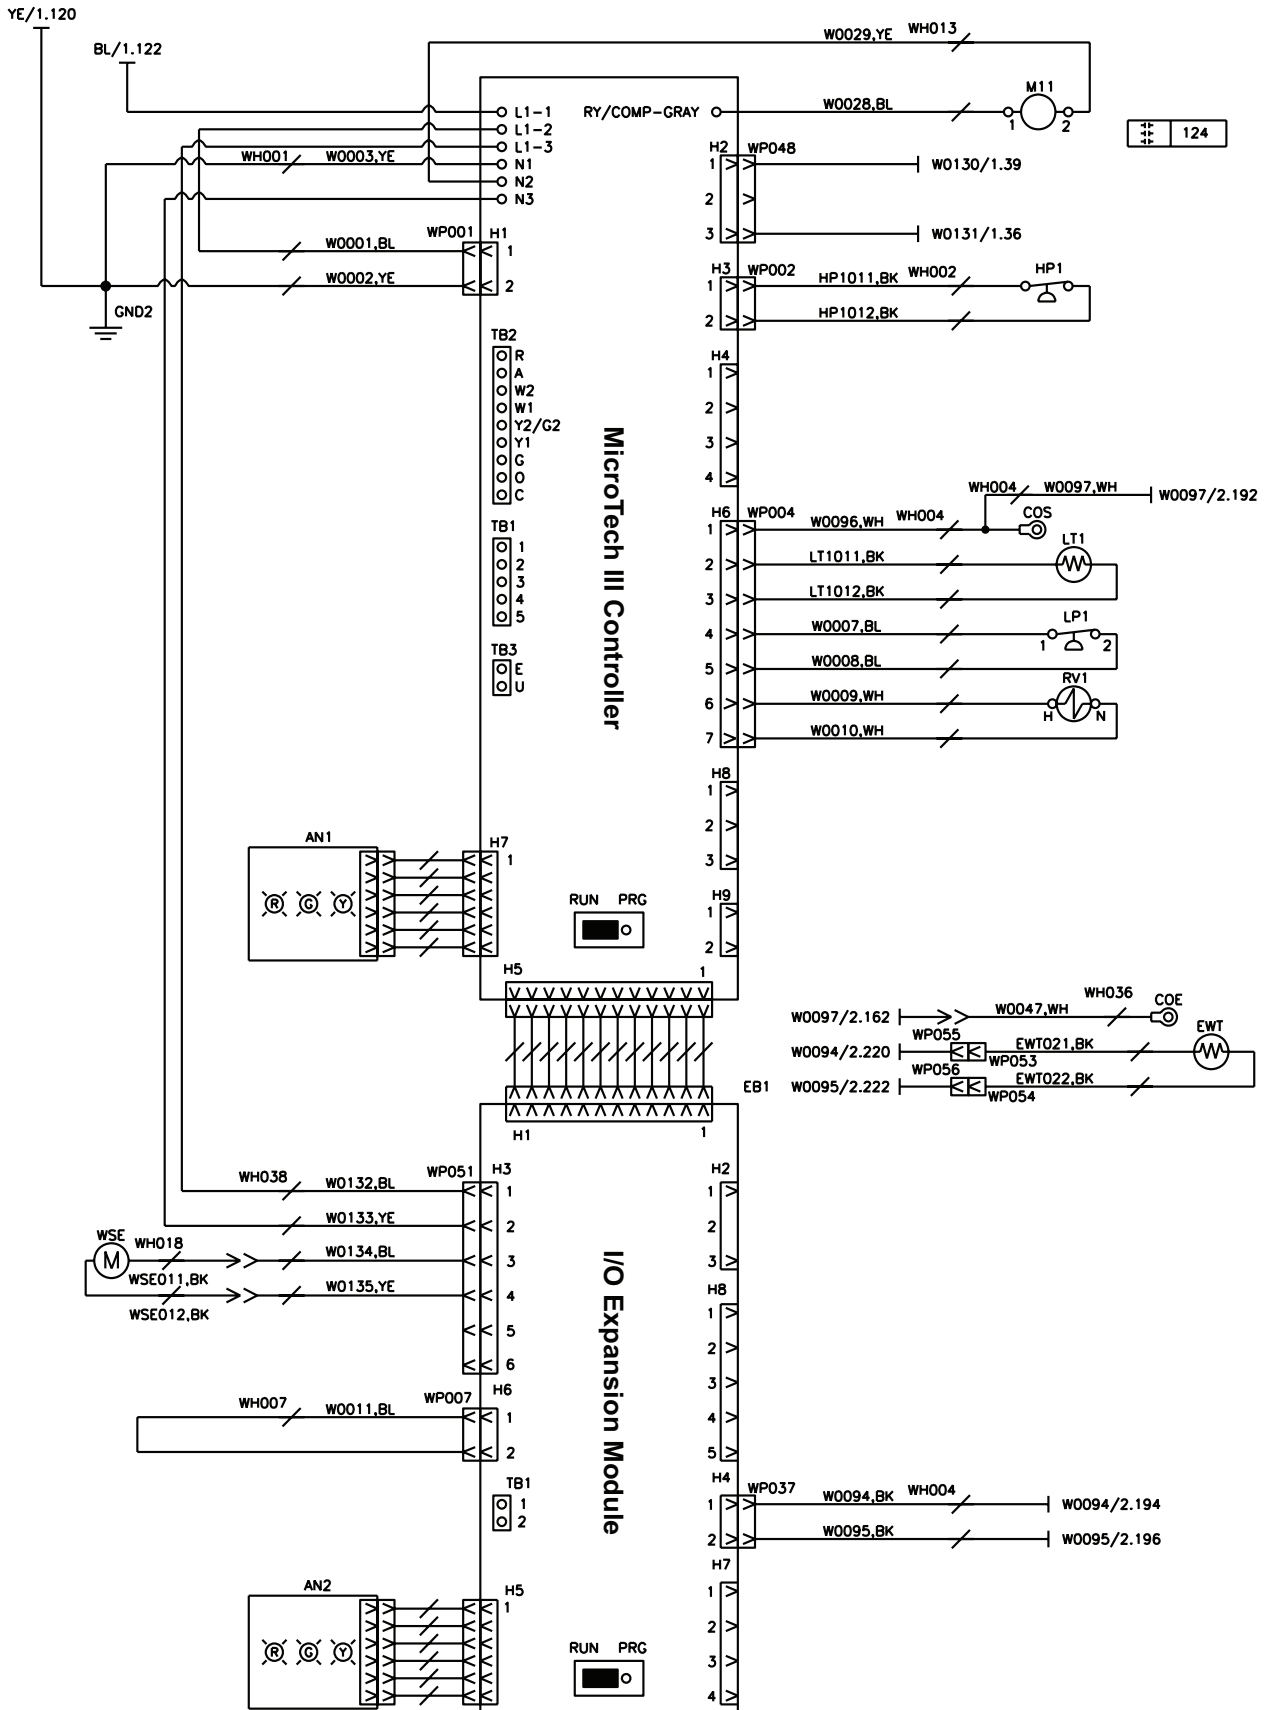 YE/1.120
BL/1.122
W0029,YE WH013
M11
L1-1 RY/COMP-GRAY W0028,BL
1 2
L1-2
124
L1-3 H2 WP048
WH001 W0003,YE N1 1 W0130/1.39
N2
N3 2
WP001 H1 3 W0131/1.36
W0001,BL 1
H3 WP002 HP1
W0002,YE 2 1 HP1011,BK WH002
GND2
2 HP1012,BK
TB2
R H4
A 1
W2
W1 2
Y2/G2
Y1 3
G
O 4
C
MicroTech III Controller
WH004 W0097,WH W0097/2.192
H6 WP004
1 W0096,WH WH004 COS
TB1
1
2 2 LT1011,BK LT1
3
4 3 LT1012,BK
5
4 W0007,BL LP1
1 2
TB3
E 5 W0008,BL
U
6 W0009,WH RV1
H N
7 W0010,WH
H8
1
2
3
AN1 H7
1
R G Y
RUN PRG
H9
1
2
H5 1
WH036
W0097/2.162 W0047,WH COE
WP055 EWT
W0094/2.220 EWT021,BK
WP053
WP056
EB1 W0095/2.222 EWT022,BK
WP054
H1 1
WH038 WP051 H3 H2
W0132,BL 1 1
W0133,YE 2 2
WSE WH018
M W0134,BL 3 3
WSE011,BK
W0135,YE 4
WSE012,BK
5
6
H8
1
2
3
4
5
I/O Expansion Module
WH007 WP007 H6
W0011,BL 1
2
TB1
1
2
H4 WP037
1 W0094,BK WH004 W0094/2.194
2 W0095,BK W0095/2.196
H7
1
2
3
4
AN2 H5
1
R G Y
RUN PRG